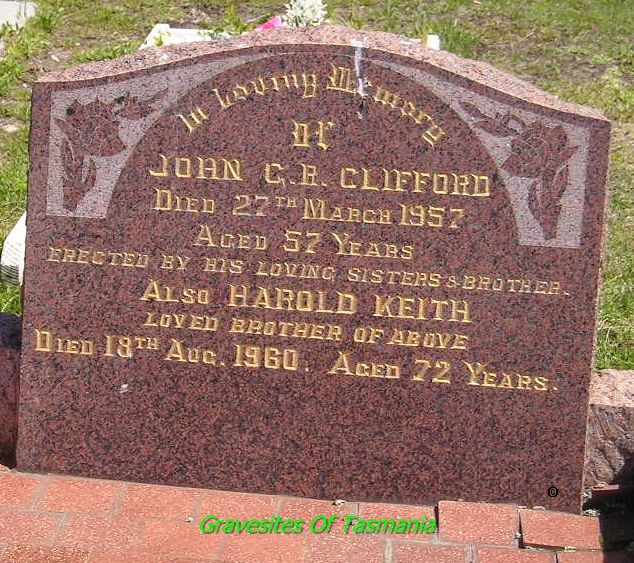 In Loving Memory
of
JOHN C.R. CLIFFORD
DIED 27TH MARCH 1957
AGED 57 YEARS
ERECTED BY HIS LOVING SISTERS & BROTHER.
ALSO HAROLD KEITH
LOVED BROTHER OF ABOVE
DIED 18TH AUG. 1960. AGED 72 YEARS.
©
Gravesites Of Tasmania